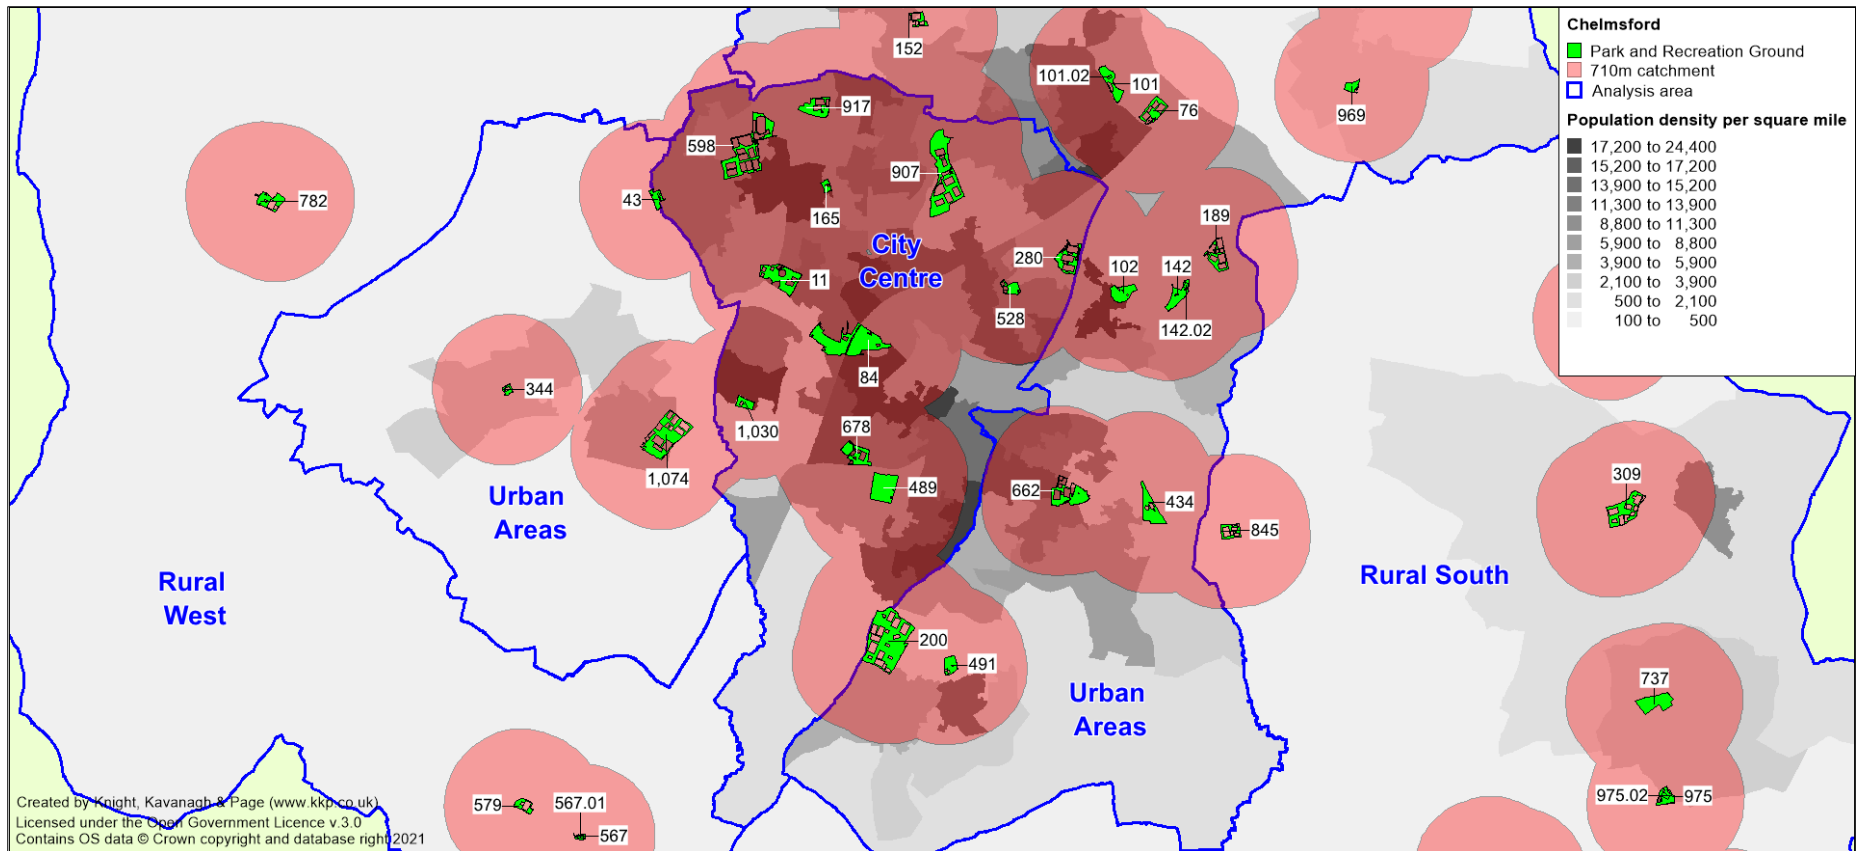 Chelmsford
Park and Recreation Ground
710m catchment
Analysis area
Population density per square mile
17,200 to 24,400
15,200 to 17,200
13,900 to 15,200
11,300 to 13,900
8,800 to 11,300
5,900 to 8,800
3,900 to 5,900
2,100 to 3,900
500 to 2,100
100 to 500
152
101.02
101
76
969
917
598
907
782
43
165
189
City
Centre
280
11
102
142
528
142.02
84
344
1,030
678
1,074
489
662
434
309
845
Urban
Areas
Rural
West
Rural South
200
491
737
Urban
Areas
579
567.01
567
975.02
975
Created by Knight, Kavanagh & Page (www.kkp.co.uk)
Licensed under the Open Government Licence v.3.0
Contains OS data © Crown copyright and database right 2021